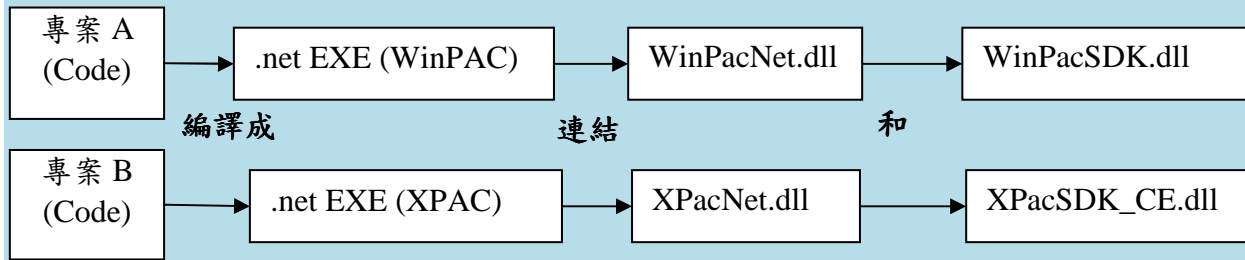 專案 A
(Code)
.net EXE (WinPAC)
WinPacNet.dll
WinPacSDK.dll
編譯成
連結
和
專案 B
(Code)
.net EXE (XPAC)
XPacNet.dll
XPacSDK_CE.dll